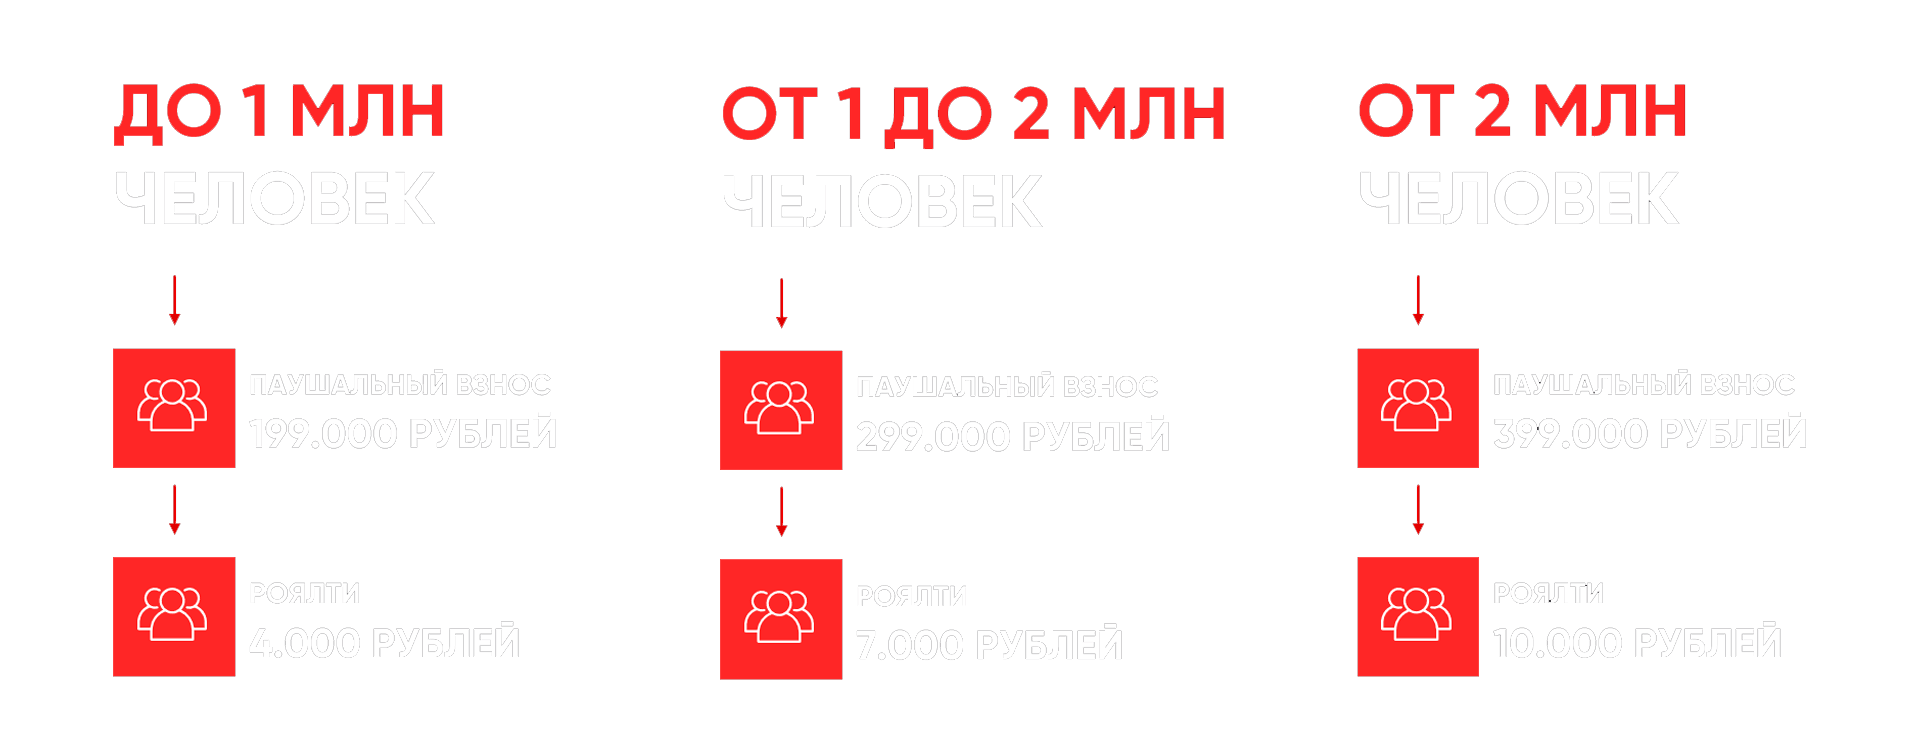 ДО 1 МЛН
ЧЕЛОВЕК
ПАУШАЛЬНЫЙ ВЗНОС
199.000 РУБЛЕЙ
РОЯЛТИ
4.000 РУБЛЕЙ
ОТ 1 ДО 2 МЛН
ЧЕЛОВЕК
ПАУШАЛЬНЫЙ ВЗНОС
299.000 РУБЛЕЙ
РОЯЛТИ
7.000 РУБЛЕЙ
ОТ 2 МЛН
ЧЕЛОВЕК
ПАУШАЛЬНЫЙ ВЗНОС
399.000 РУБЛЕЙ
РОЯЛТИ
10.000 РУБЛЕЙ